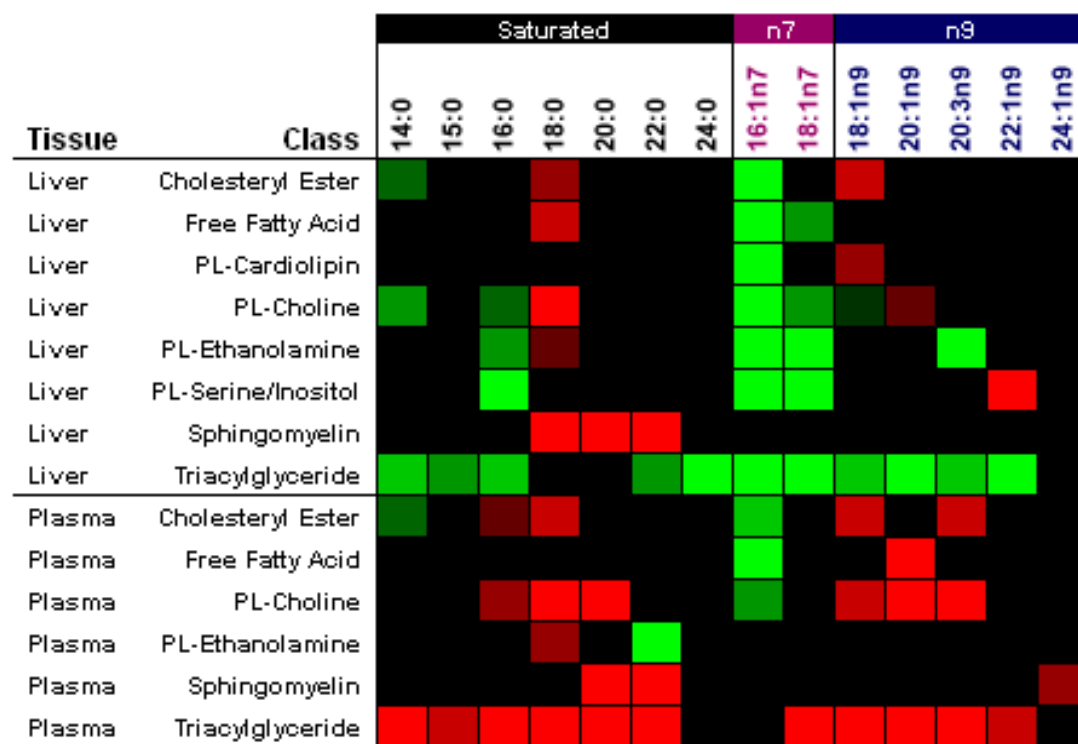 Saturated n7 n9
Tissue Class 14:0 15:0 16:0 18:0 20:0 22:0 24:0 16:1n7 18:1n7 18:1n9 20:1n9 20:3n9 22:1n9 24:1n9
Liver Cholesteryl Ester
Liver Free Fatty Acid
Liver PL-Cardiolipin
Liver PL-Choline
Liver PL-Ethanolamine
Liver PL-Serine/Inositol
Liver Sphingomyelin
Liver Triacylglyceride
Plasma Cholesteryl Ester
Plasma Free Fatty Acid
Plasma PL-Choline
Plasma PL-Ethanolamine
Plasma Sphingomyelin
Plasma Triacylglyceride